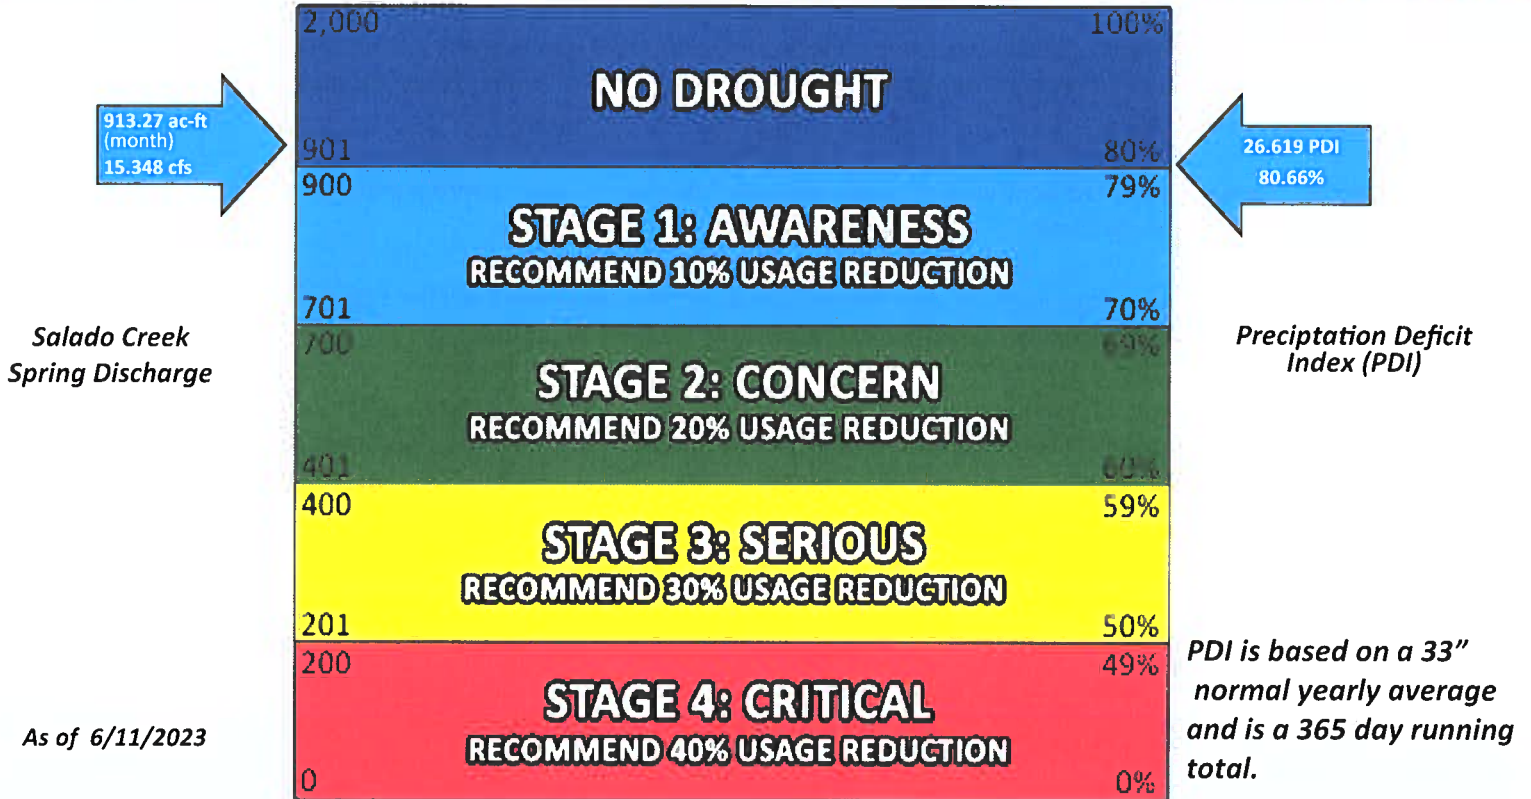 2,000 100%
NO DROUGHT
913.27 ac-ft
(month)
15.348 cfs
901 80%
26.619 PDI
80.66%
900 79%
STAGE 1: AWARENESS
RECOMMEND 10% USAGE REDUCTION
701 70%
Salado Creek
Spring Discharge
Preciptation Deficit
Index (PDI)
700 69%
STAGE 2: CONCERN
RECOMMEND 20% USAGE REDUCTION
401 60%
400 59%
STAGE 3: SERIOUS
RECOMMEND 30% USAGE REDUCTION
201 50%
200 49%
STAGE 4: CRITICAL
RECOMMEND 40% USAGE REDUCTION
0 0%
As of 6/11/2023
PDI is based on a 33”
normal yearly average
and is a 365 day running
total.